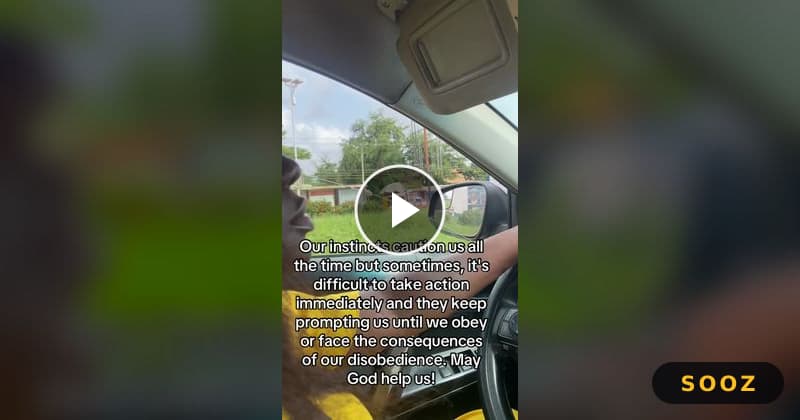 Our instincts caution us all
the time but sometimes, it's
difficult to take action
immediately and they keep
prompting us until we obey
or face the consequences
of our disobedience. May
God help us!
SOOZ